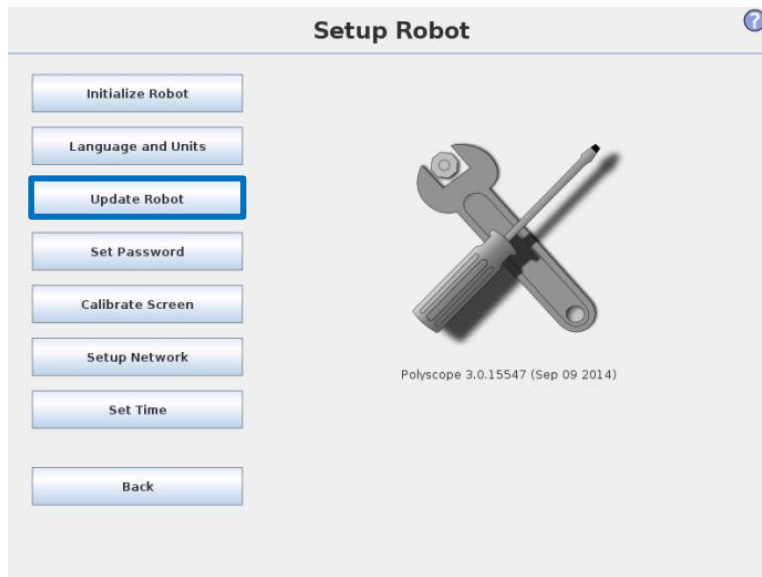 Setup Robot
?
Initialize Robot
Language and Units
Update Robot
Set Password
Calibrate Screen
Setup Network
Set Time
Back
Polyscope 3.0.15547 (Sep 09 2014)